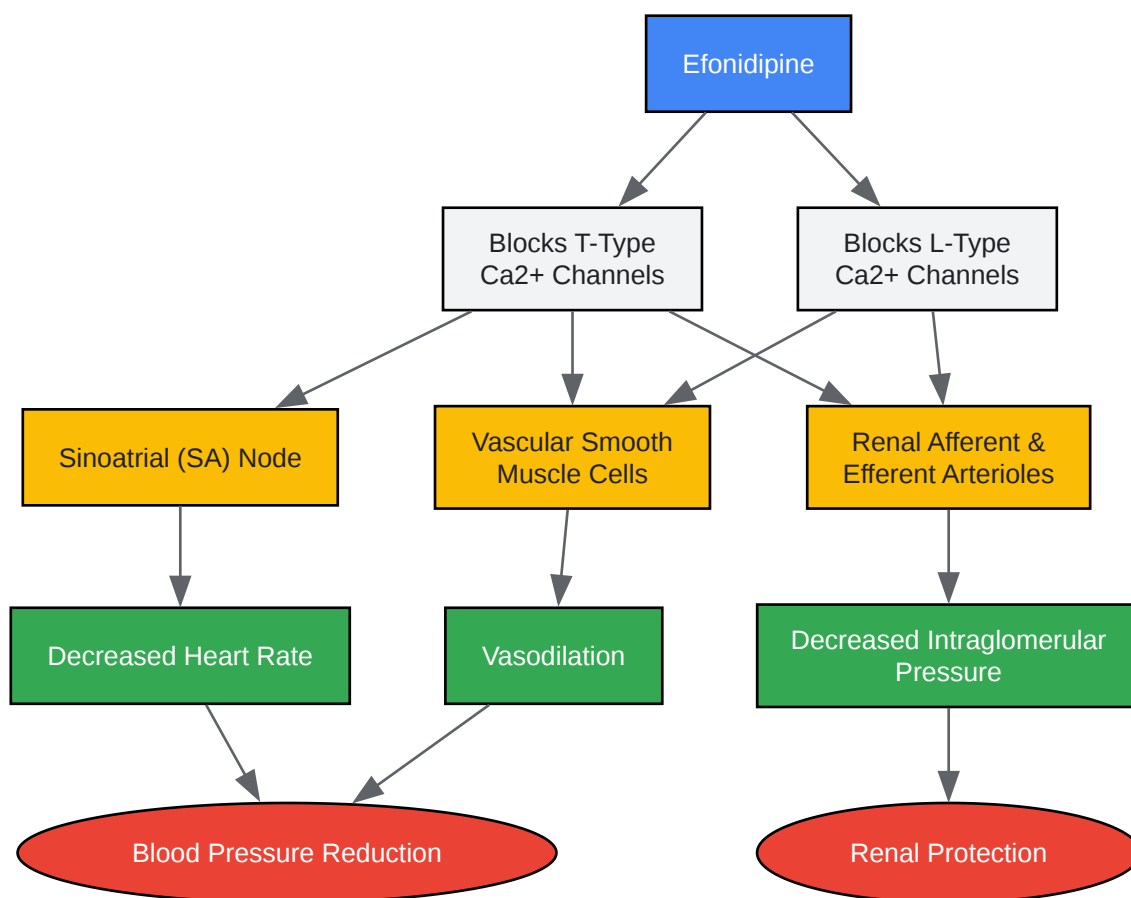 Efonidipine
Blocks T-Type
Ca2+ Channels
Blocks L-Type
Ca2+ Channels
Sinoatrial (SA) Node
Vascular Smooth
Muscle Cells
Renal Afferent &
Efferent Arterioles
Decreased Heart Rate
Vasodilation
Decreased Intraglomerular
Pressure
Blood Pressure Reduction
Renal Protection